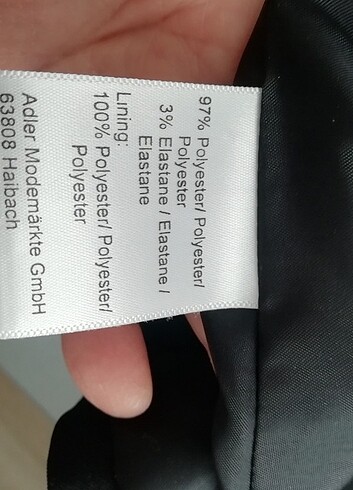 97% Polyester/ Polyester/
Polyester
3% Elastane / Elastane /
Elastane
Lining:
100% Polyester/ Polyester/
Polyester
Adler Modemärkte GmbH
63808 Haibach